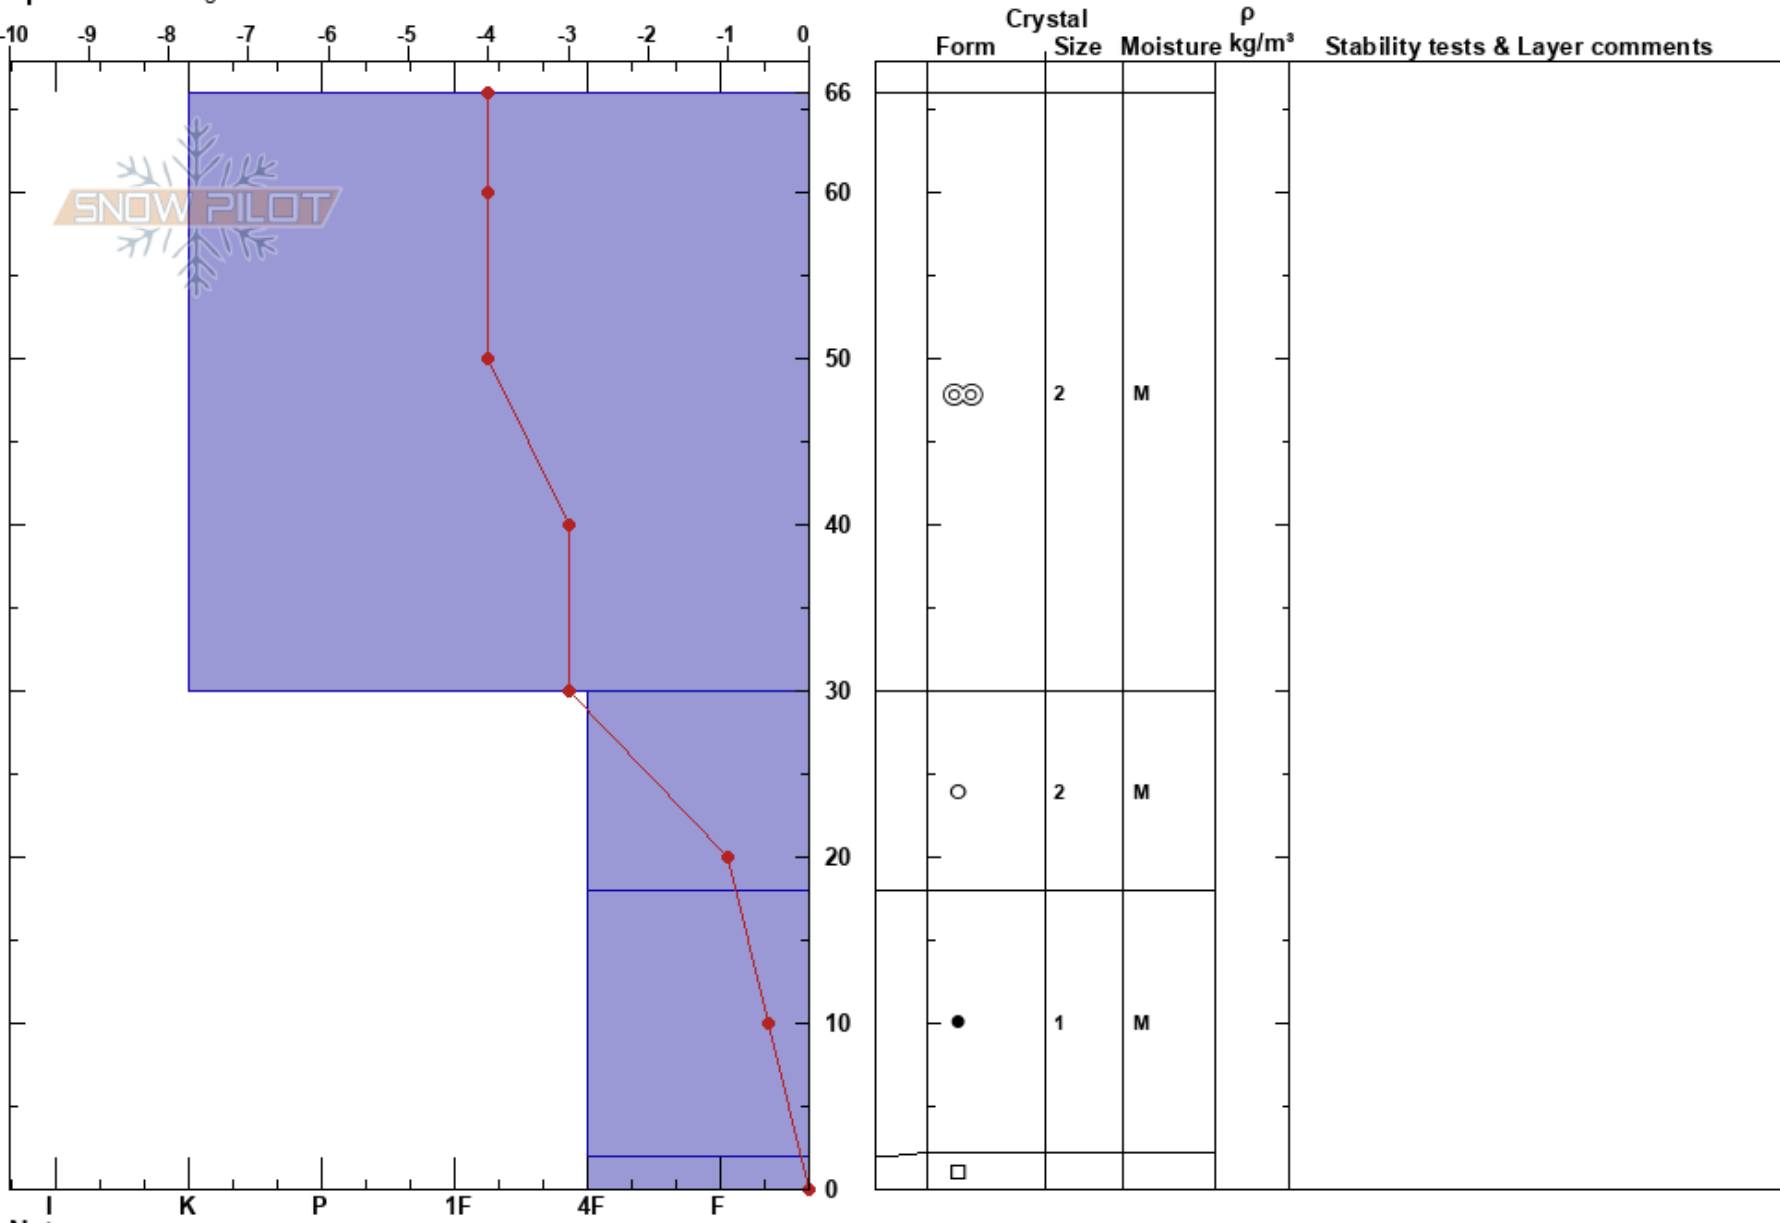 -10 -9 -8 -7 -6 -5 -4 -3 -2 -1 0
Crystal ρ
Form Size Moisture kg/m³ Stability tests & Layer comments
66
SNOW PILOT
60
50
2 M
40
30
2 M
20
10
1 M
0
I K P 1F 4F F